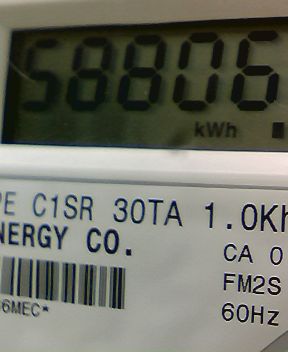 58806
kWh
PE C1SR 30TA 1.0Kh
NERGY CO.
CA 0
FM2S
6MEC*
60Hz